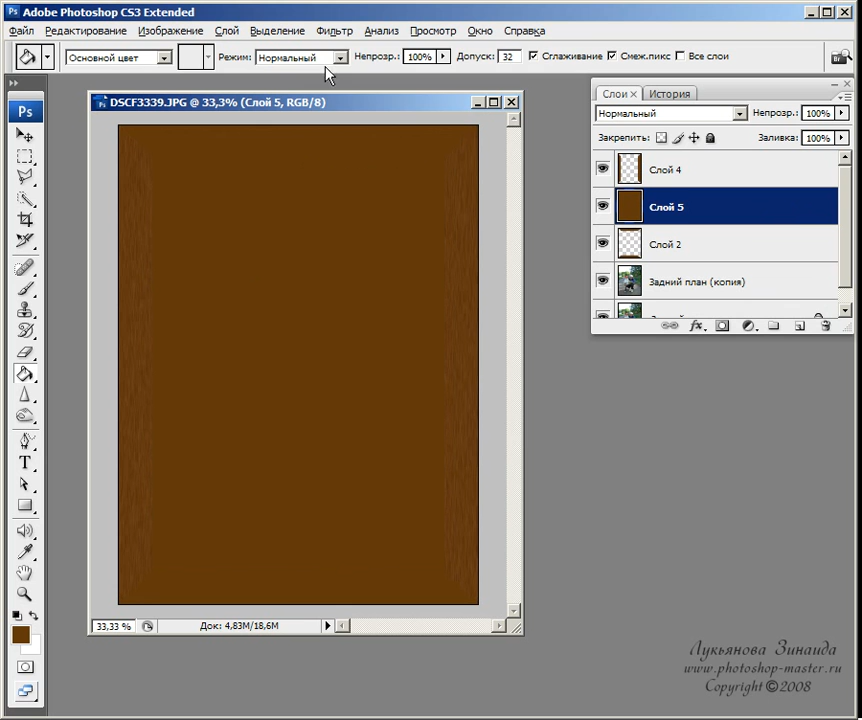 Adobe Photoshop CS3 Extended
Файл Редактирование Изображение Слой Выделение Фильтр Анализ Просмотр Окно Справка
Основной цвет Режим: Нормальный Непрозр.: 100% Допуск: 32 Сглаживание Смеж.пикс Все слои
DSCF3339.JPG @ 33,3% (Слой 5, RGB/8)
Слои × История
Нормальный Непрозр.: 100%
Закрепить: Заливка: 100%
Слой 4
Слой 5
Слой 2
Задний план (копия)
Ps
T
33,33 % Док: 4,83M/18,6M
Лукьянова Зинаида
www.photoshop-master.ru
Copyright ©2008